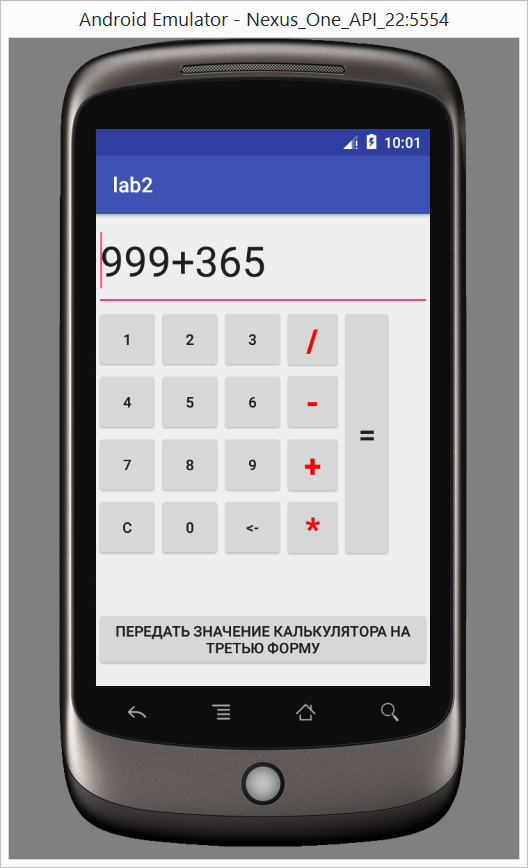 Android Emulator - Nexus_One_API_22:5554
10:01
lab2
999+365
1 2 3 /
4 5 6 -
7 8 9 +
=
C 0 <- *
ПЕРЕДАТЬ ЗНАЧЕНИЕ КАЛЬКУЛЯТОРА НА
ТРЕТЬЮ ФОРМУ